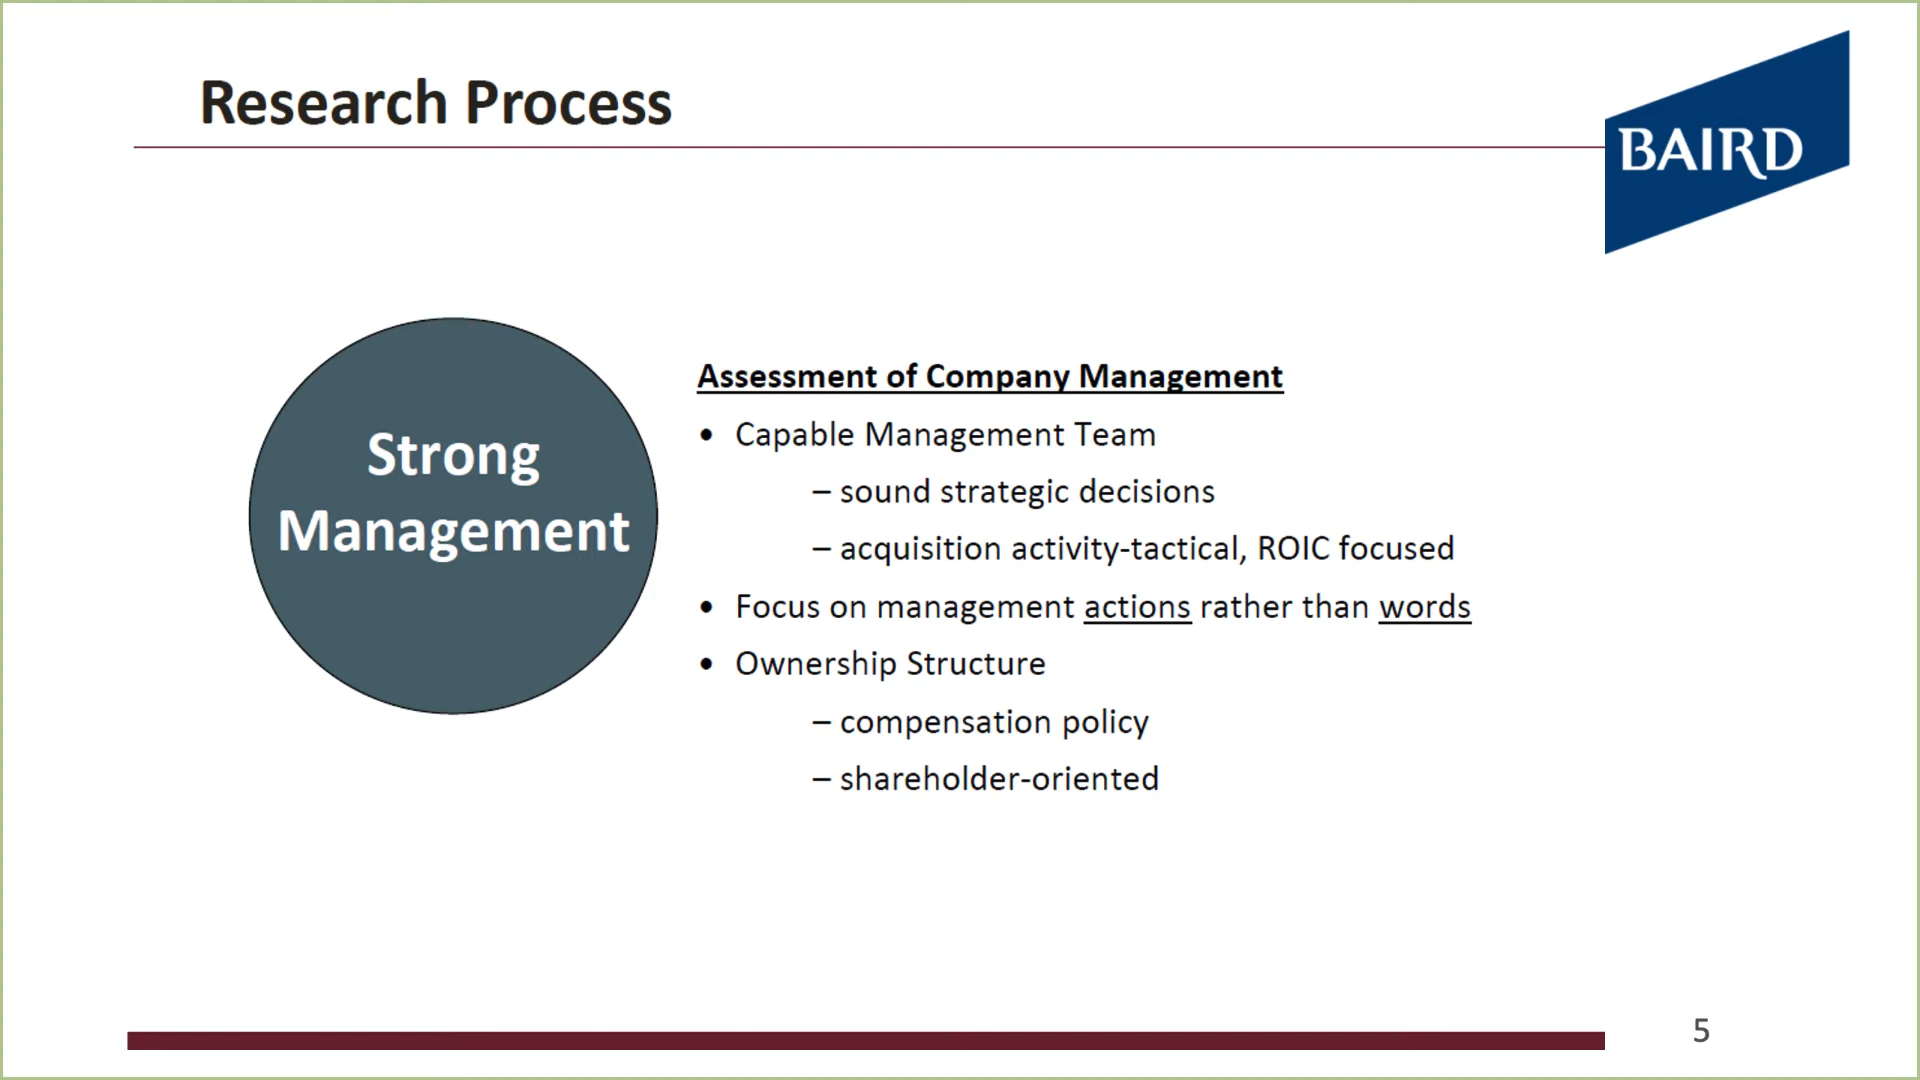 Research Process
BAIRD
Strong
Management
Assessment of Company Management
• Capable Management Team
– sound strategic decisions
– acquisition activity-tactical, ROIC focused
• Focus on management actions rather than words
• Ownership Structure
– compensation policy
– shareholder-oriented
5